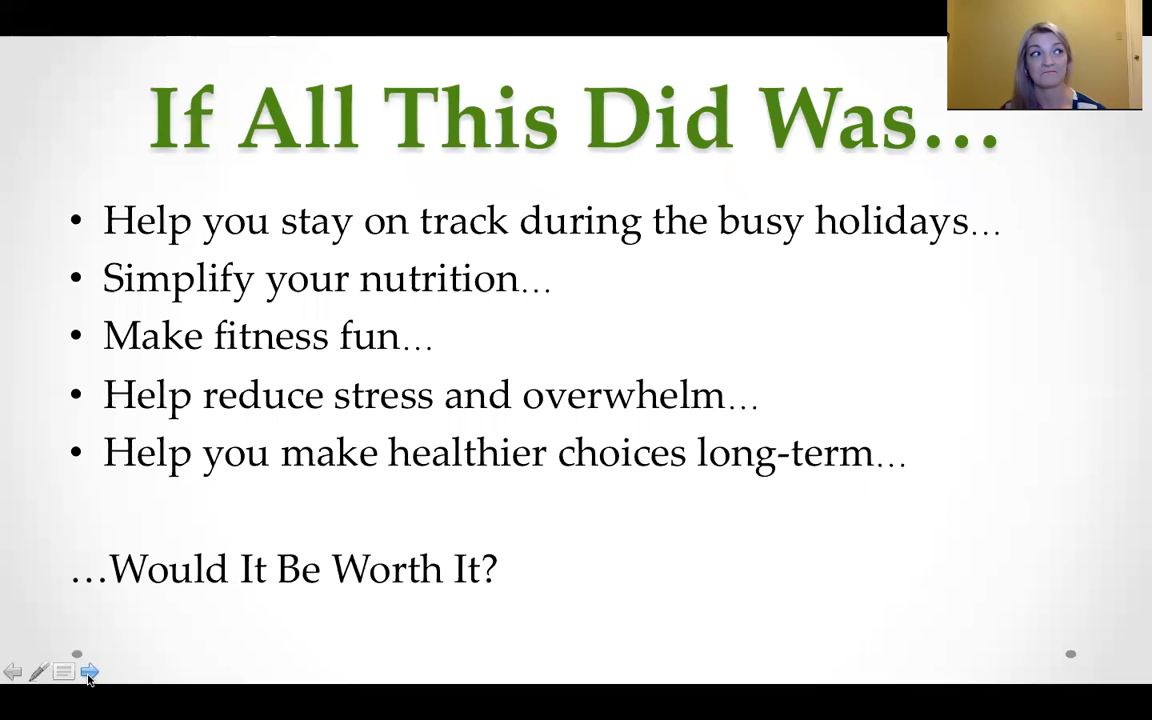 If All This Did Was...
• Help you stay on track during the busy holidays...
• Simplify your nutrition...
• Make fitness fun...
• Help reduce stress and overwhelm...
• Help you make healthier choices long-term...
...Would It Be Worth It?